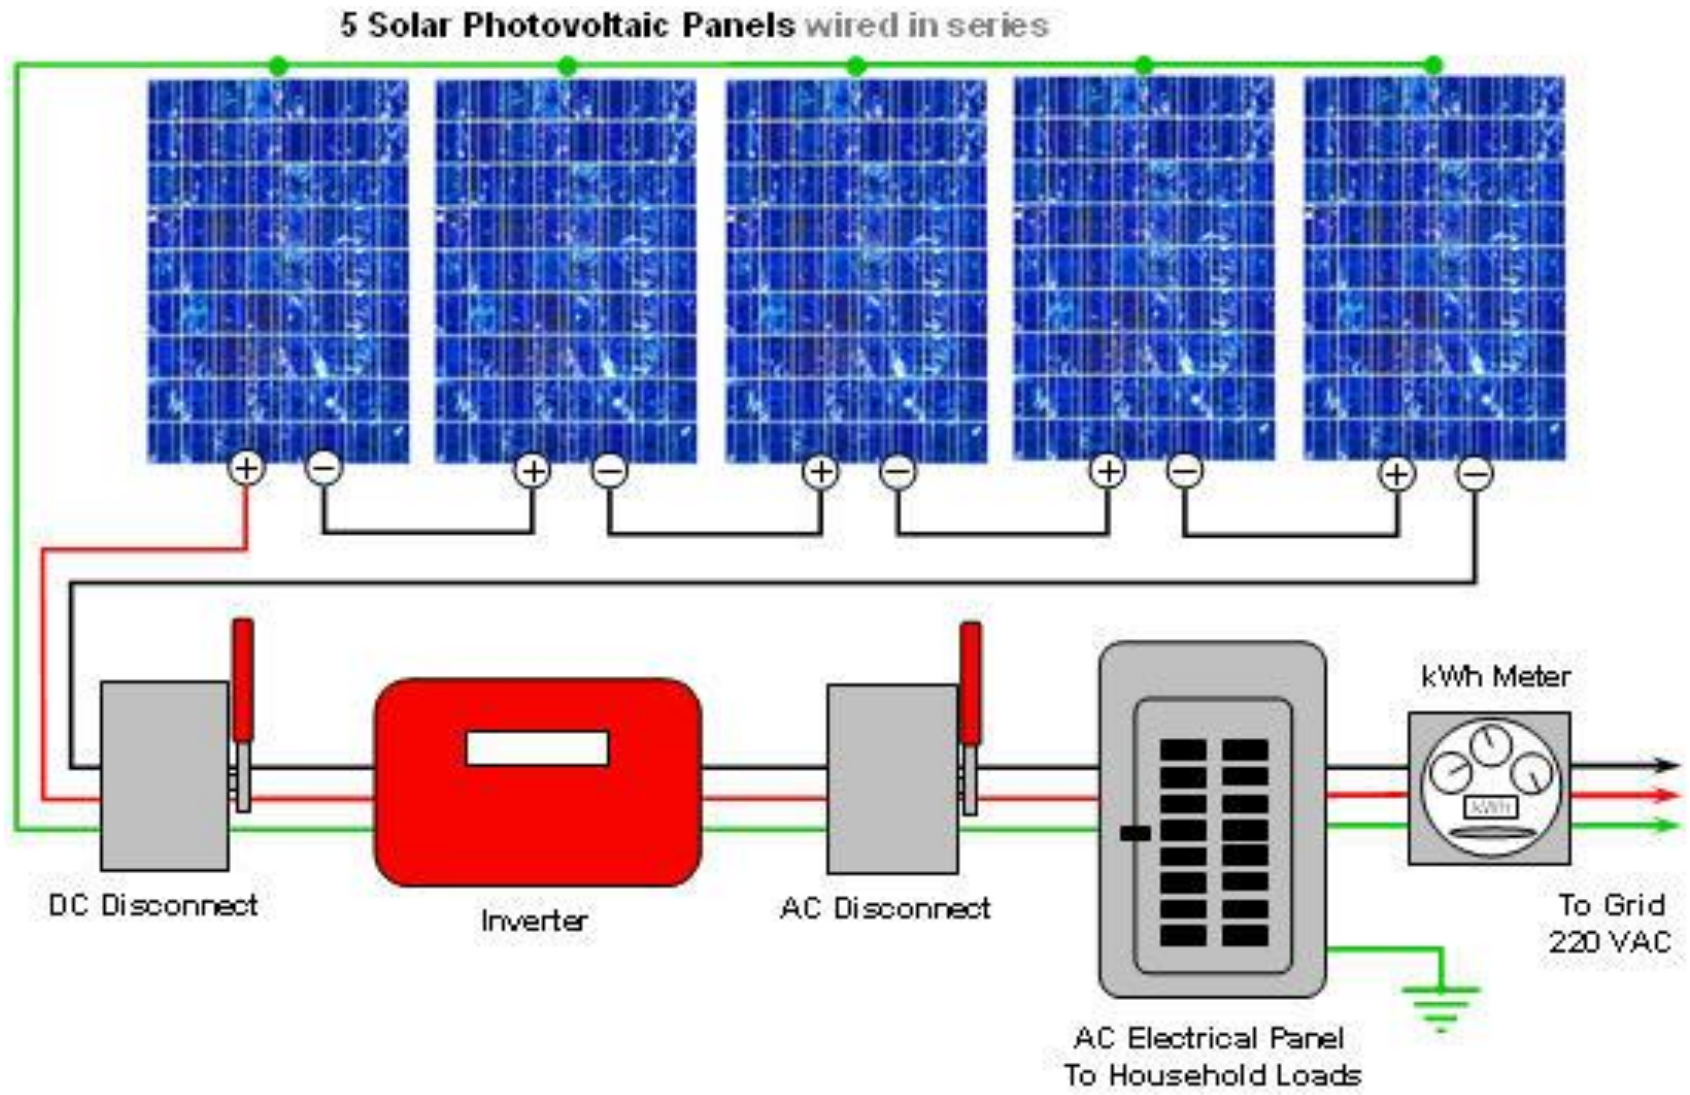 5 Solar Photovoltaic Panels wired in series
+ − + − + − + − + −
kWh Meter
kWh
DC Disconnect
Inverter
AC Disconnect
To Grid
220 VAC
AC Electrical Panel
To Household Loads